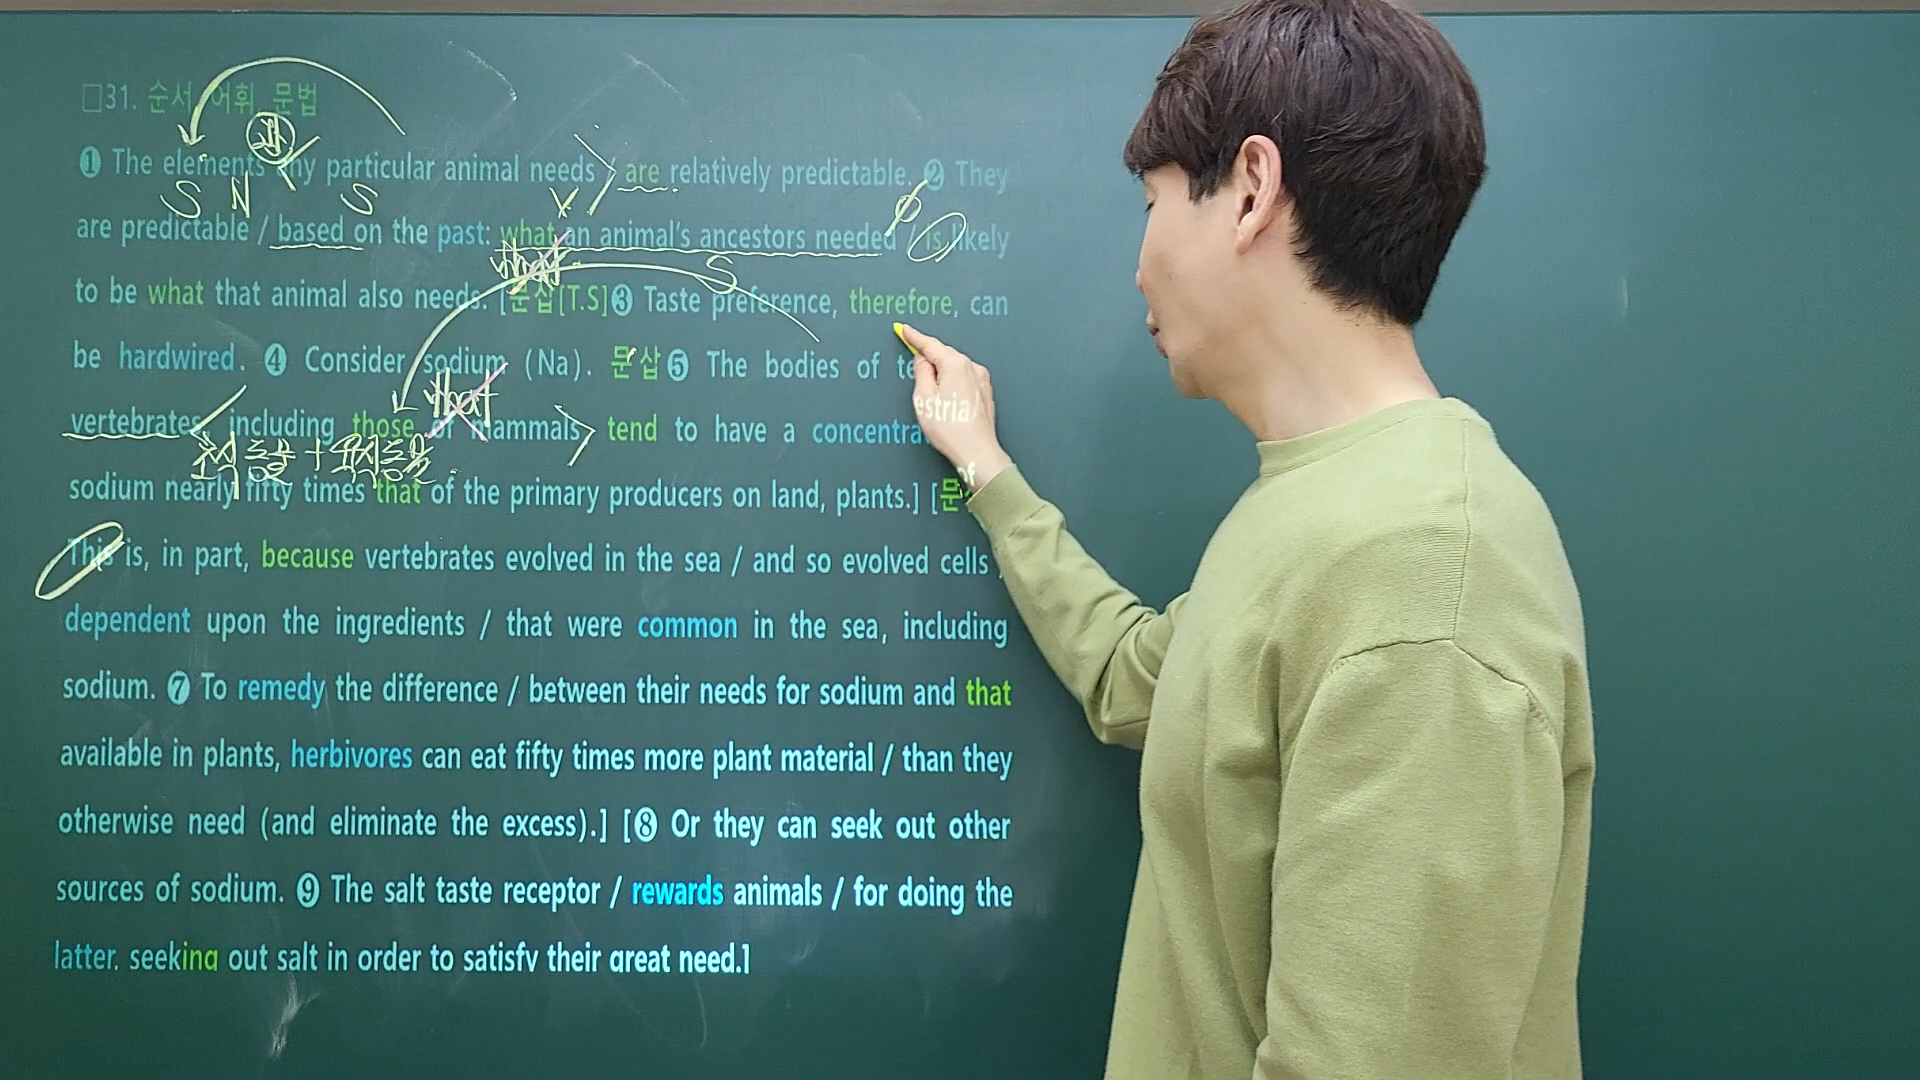 □31. 순서, 어휘, 문법
❶ The elements any particular animal needs / are relatively predictable. ❷ They
S N S V
are predictable / based on the past: what an animal's ancestors needed / is likely
that S
to be what that animal also needs. [문삽[T.S]❸ Taste preference, therefore, can
be hardwired. ❹ Consider sodium (Na). 문삽❺ The bodies of terrestrial
that
vertebrates, including those of mammals, tend to have a concentra of
초식동물 + 육식동물
sodium nearly fifty times that of the primary producers on land, plants.] [문
This is, in part, because vertebrates evolved in the sea / and so evolved cells /
dependent upon the ingredients / that were common in the sea, including
sodium. ❼ To remedy the difference / between their needs for sodium and that
available in plants, herbivores can eat fifty times more plant material / than they
otherwise need (and eliminate the excess).] [❽ Or they can seek out other
sources of sodium. ❾ The salt taste receptor / rewards animals / for doing the
latter, seeking out salt in order to satisfy their great need.]